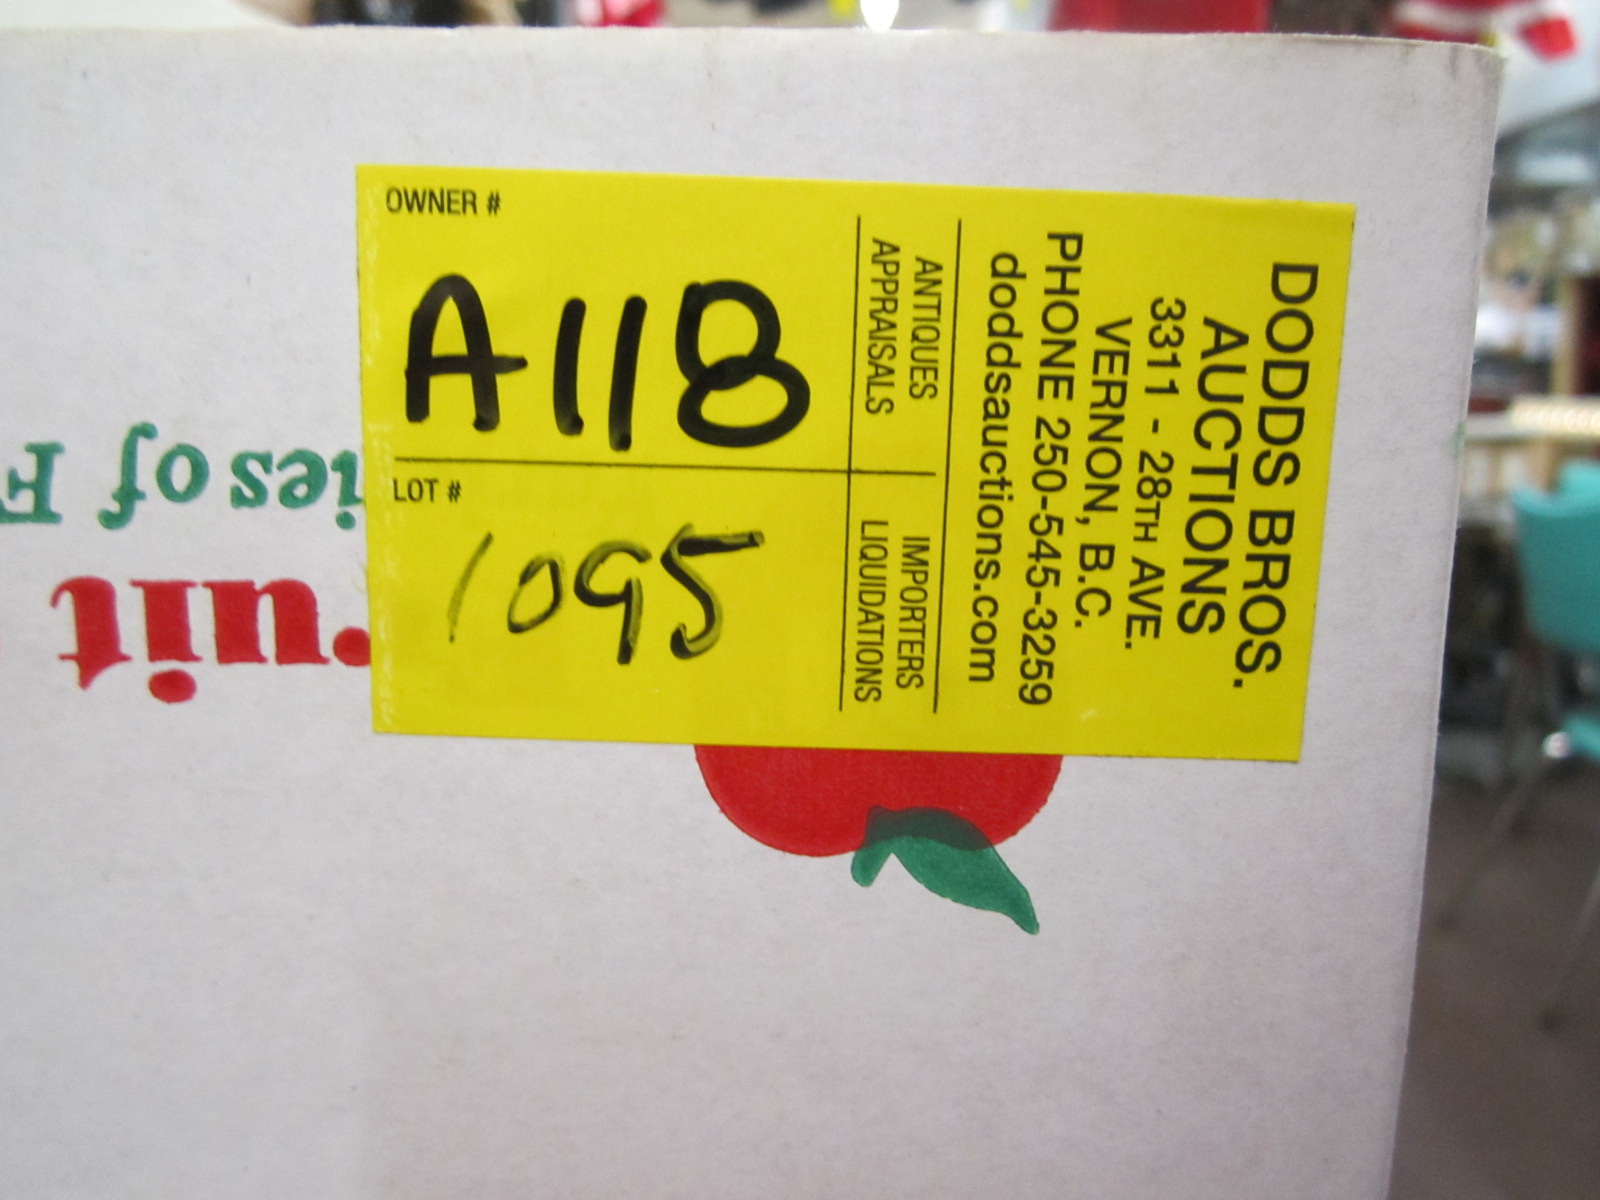 OWNER #
A118
LOT #
1095
DODDS BROS.
AUCTIONS
3311 - 28TH AVE.
VERNON, B.C.
PHONE 250-545-3259
doddsauctions.com
ANTIQUES IMPORTERS
APPRAISALS LIQUIDATIONS
ies of F
uit